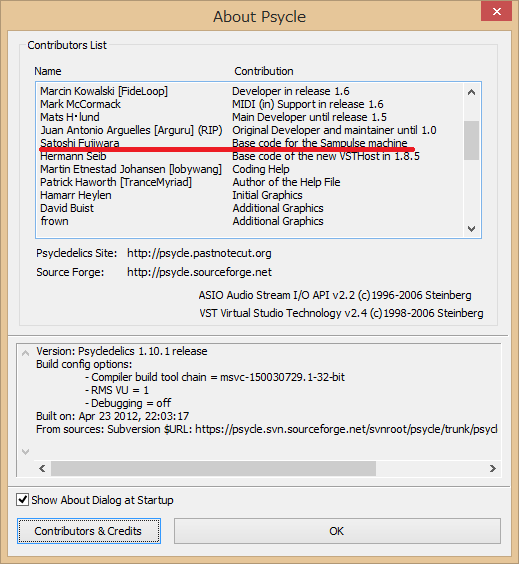 About Psycle
Contributors List
Name Contribution
Marcin Kowalski [FideLoop] Developer in release 1.6
Mark McCormack MIDI (in) Support in release 1.6
Mats H・lund Main Developer until release 1.5
Juan Antonio Arguelles [Arguru] (RIP) Original Developer and maintainer until 1.0
Satoshi Fujiwara Base code for the Sampulse machine
Hermann Seib Base code of the new VSTHost in 1.8.5
Martin Etnestad Johansen [lobywang] Coding Help
Patrick Haworth [TranceMyriad] Author of the Help File
Hamarr Heylen Initial Graphics
David Buist Additional Graphics
frown Additional Graphics
Psycledelics Site: http://psycle.pastnotecut.org
Source Forge: http://psycle.sourceforge.net
ASIO Audio Stream I/O API v2.2 (c)1996-2006 Steinberg
VST Virtual Studio Technology v2.4 (c)1998-2006 Steinberg
Version: Psycledelics 1.10.1 release
Build config options:
- Compiler build tool chain = msvc-150030729.1-32-bit
- RMS VU = 1
- Debugging = off
Built on: Apr 23 2012, 22:03:17
From sources: Subversion $URL: https://psycle.svn.sourceforge.net/svnroot/psycle/trunk/psycl
Show About Dialog at Startup
Contributors & Credits OK